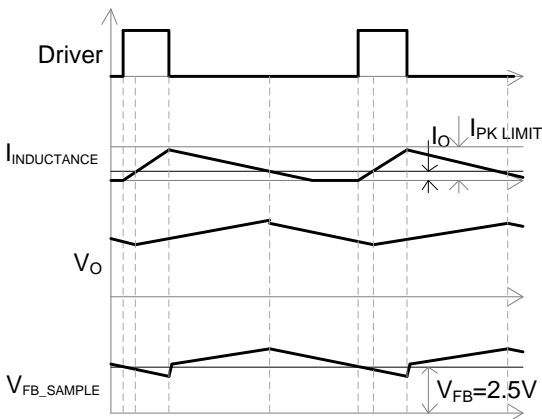 Driver
I_O
I_PK LIMIT
I_INDUCTANCE
V_O
V_FB_SAMPLE
V_FB=2.5V